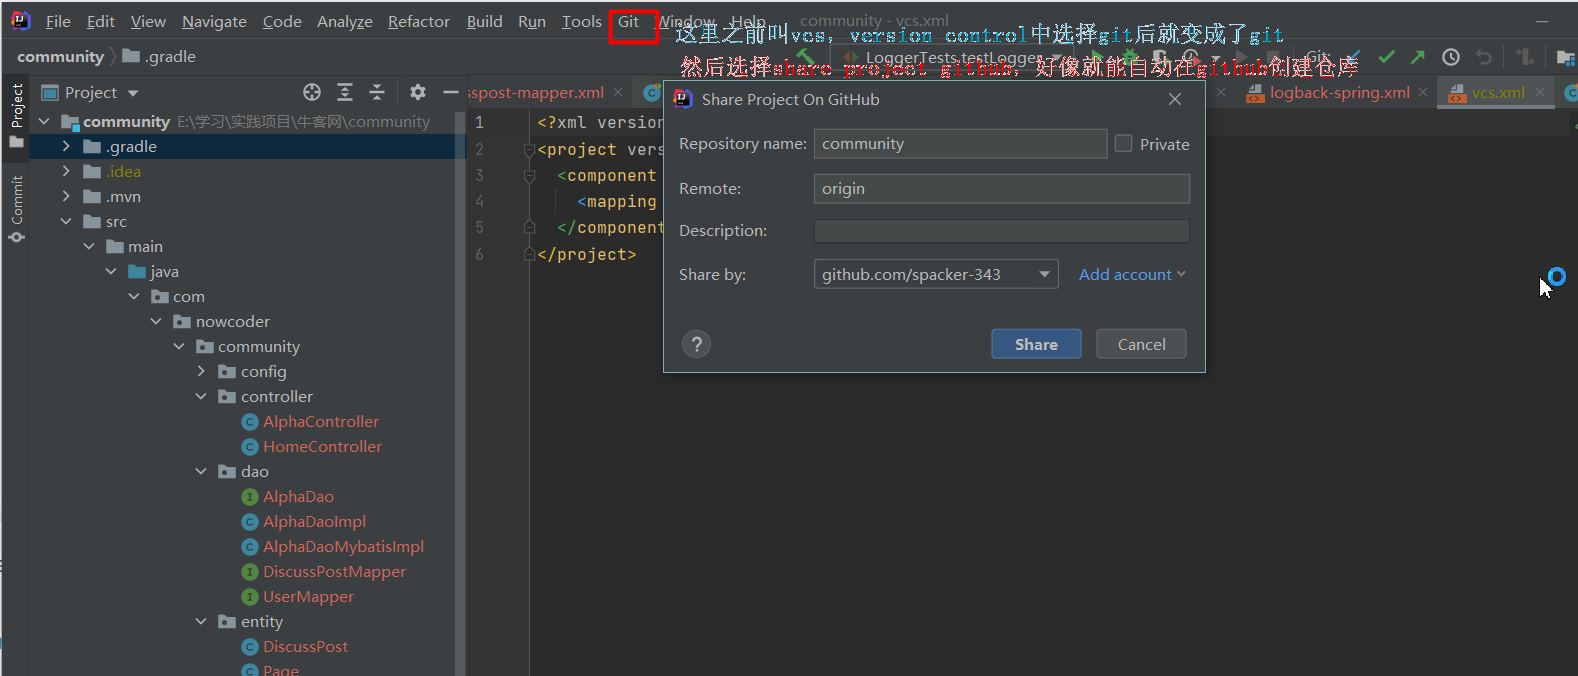 File Edit View Navigate Code Analyze Refactor Build Run Tools Git Window Help community - vcs.xml
这里之前叫vcs，version control中选择git后就变成了git
community .gradle LoggerTests.testLogger Git:
然后选择share project github，好像就能自动在github创建仓库
Project
Project
sspost-mapper.xml logback-spring.xml vcs.xml
Commit
community E:\学习\实践项目\牛客网\community
.gradle
.idea
.mvn
src
main
java
com
nowcoder
community
config
controller
AlphaController
HomeController
dao
AlphaDao
AlphaDaoImpl
AlphaDaoMybatisImpl
DiscussPostMapper
UserMapper
entity
DiscussPost
Page
1 <?xml version
2 <project vers
3 <component
4 <mapping
5 </component
6 </project>
Share Project On GitHub
Repository name: community Private
Remote: origin
Description:
Share by: github.com/spacker-343 Add account
? Share Cancel